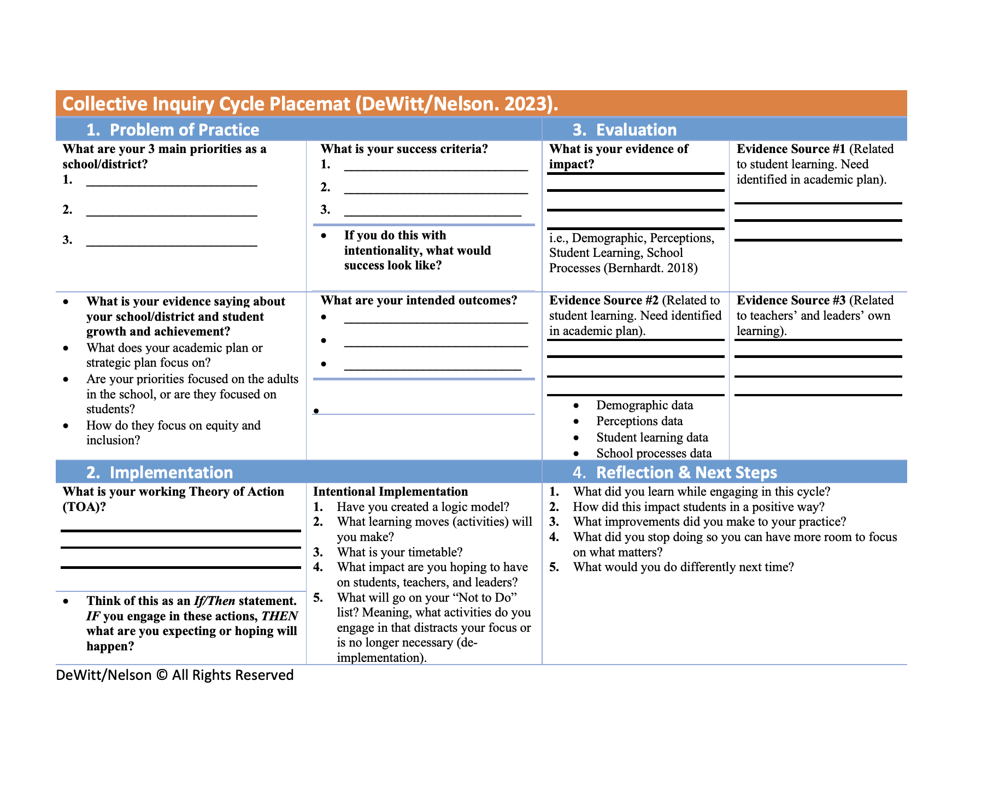 Collective Inquiry Cycle Placemat (DeWitt/Nelson. 2023).
1. Problem of Practice
What are your 3 main priorities as a
school/district?
1. __________________________
2. __________________________
3. __________________________
What is your success criteria?
1. ____________________________
2. ____________________________
3. ___________________________
• If you do this with
intentionality, what would
success look like?
• What is your evidence saying about
your school/district and student
growth and achievement?
• What does your academic plan or
strategic plan focus on?
• Are your priorities focused on the adults
in the school, or are they focused on
students?
• How do they focus on equity and
inclusion?
What are your intended outcomes?
• ____________________________
• ____________________________
• ___________________________
•
3. Evaluation
What is your evidence of
impact?
i.e., Demographic, Perceptions,
Student Learning, School
Processes (Bernhardt. 2018)
Evidence Source #1 (Related
to student learning. Need
identified in academic plan).
Evidence Source #2 (Related to
student learning. Need identified
in academic plan).
• Demographic data
• Perceptions data
• Student learning data
• School processes data
Evidence Source #3 (Related
to teachers’ and leaders’ own
learning).
2. Implementation
What is your working Theory of Action
(TOA)?
• Think of this as an If/Then statement.
IF you engage in these actions, THEN
what are you expecting or hoping will
happen?
Intentional Implementation
1. Have you created a logic model?
2. What learning moves (activities) will
you make?
3. What is your timetable?
4. What impact are you hoping to have
on students, teachers, and leaders?
5. What will go on your “Not to Do”
list? Meaning, what activities do you
engage in that distracts your focus or
is no longer necessary (de-
implementation).
4. Reflection & Next Steps
1. What did you learn while engaging in this cycle?
2. How did this impact students in a positive way?
3. What improvements did you make to your practice?
4. What did you stop doing so you can have more room to focus
on what matters?
5. What would you do differently next time?
DeWitt/Nelson © All Rights Reserved